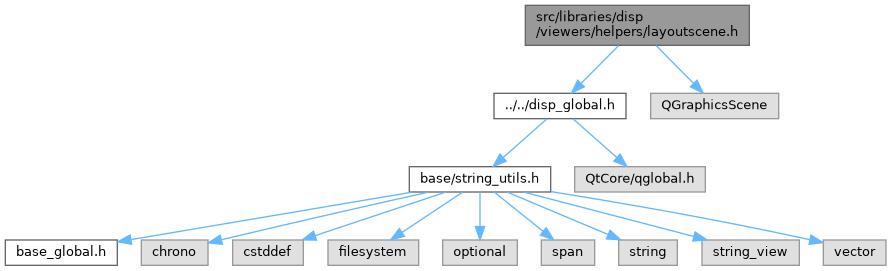 src/libraries/disp
/viewers/helpers/layoutscene.h
../../disp_global.h
QGraphicsScene
base/string_utils.h
QtCore/qglobal.h
base_global.h
chrono
cstddef
filesystem
optional
span
string
string_view
vector